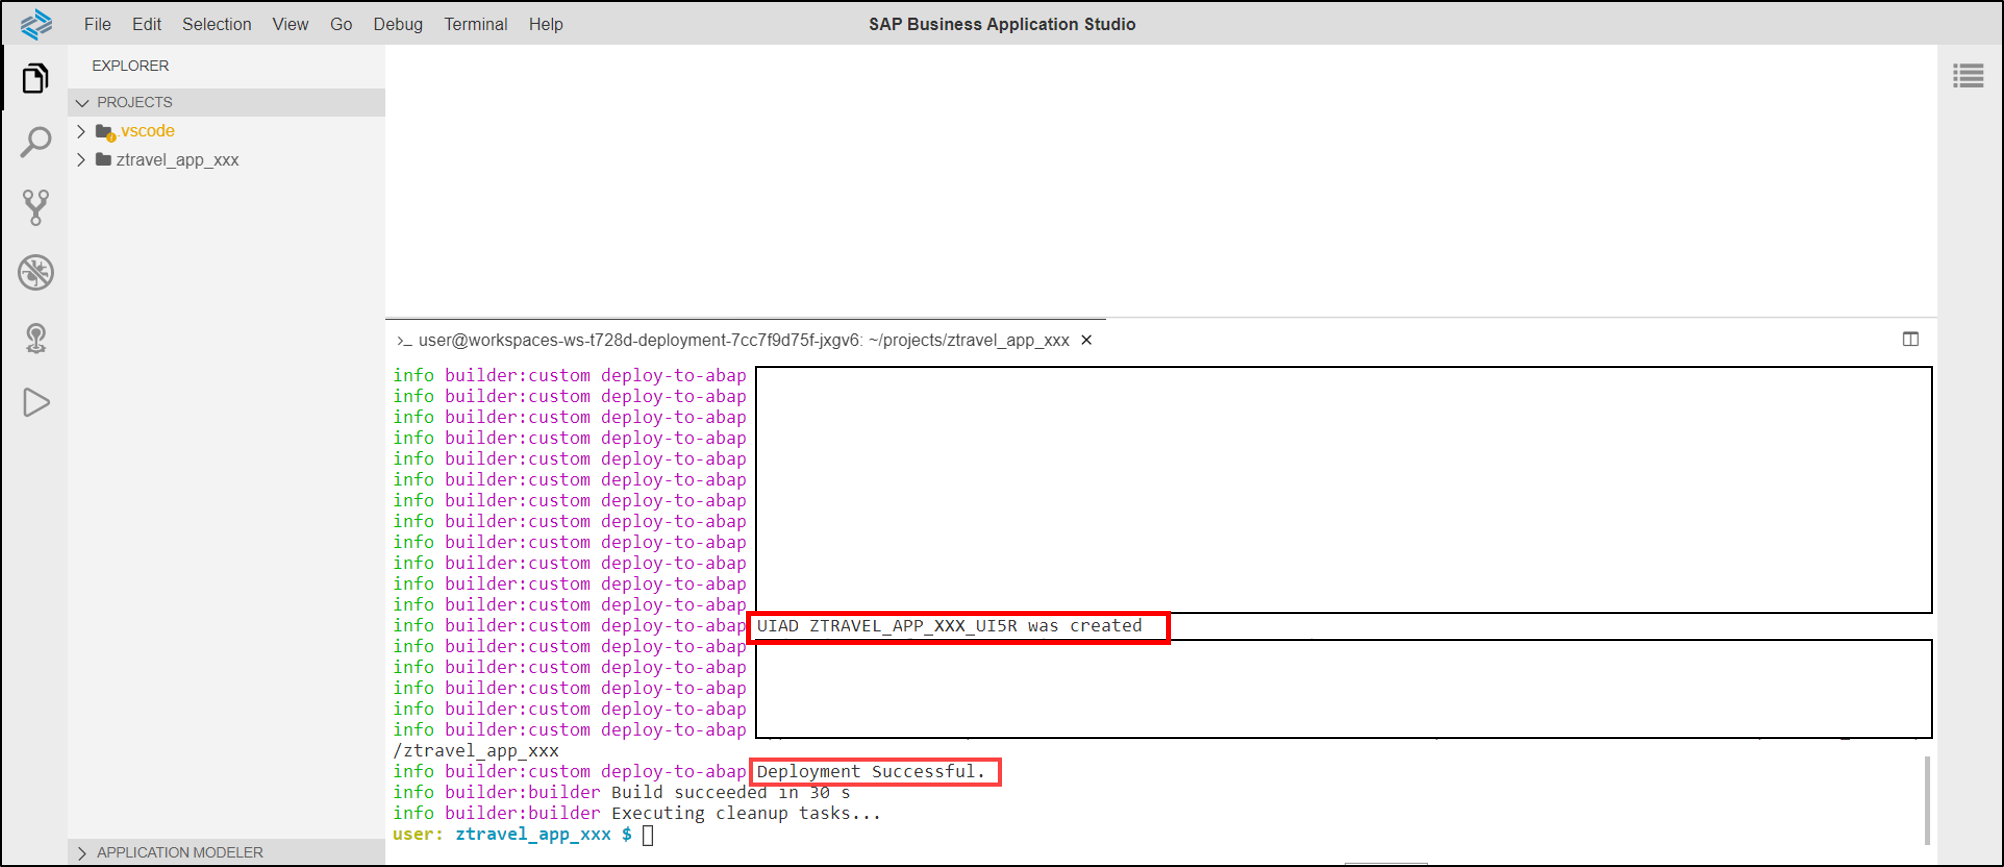 File Edit Selection View Go Debug Terminal Help
SAP Business Application Studio
EXPLORER
PROJECTS
.vscode
ztravel_app_xxx
>_ user@workspaces-ws-t728d-deployment-7cc7f9d75f-jxgv6: ~/projects/ztravel_app_xxx ×
info builder:custom deploy-to-abap
info builder:custom deploy-to-abap
info builder:custom deploy-to-abap
info builder:custom deploy-to-abap
info builder:custom deploy-to-abap
info builder:custom deploy-to-abap
info builder:custom deploy-to-abap
info builder:custom deploy-to-abap
info builder:custom deploy-to-abap
info builder:custom deploy-to-abap
info builder:custom deploy-to-abap
info builder:custom deploy-to-abap
info builder:custom deploy-to-abap UIAD ZTRAVEL_APP_XXX_UI5R was created
info builder:custom deploy-to-abap
info builder:custom deploy-to-abap
info builder:custom deploy-to-abap
info builder:custom deploy-to-abap
info builder:custom deploy-to-abap
/ztravel_app_xxx
info builder:custom deploy-to-abap Deployment Successful.
info builder:builder Build succeeded in 30 s
info builder:builder Executing cleanup tasks...
user: ztravel_app_xxx $
APPLICATION MODELER